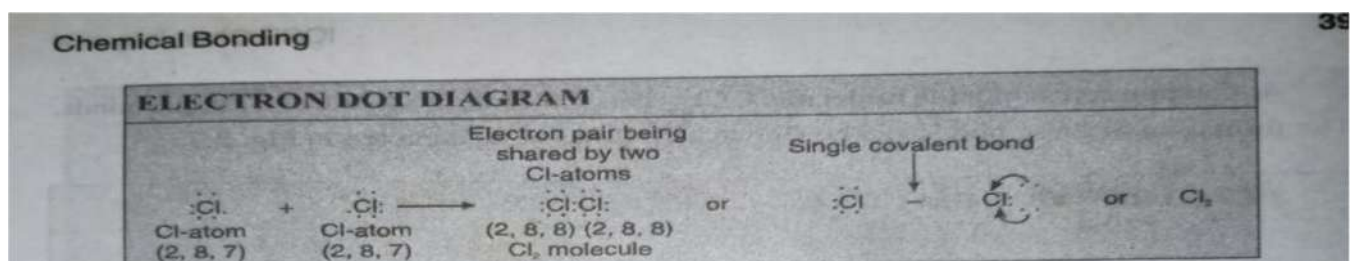 Chemical Bonding
39
ELECTRON DOT DIAGRAM
Electron pair being
shared by two
Cl-atoms
Single covalent bond
:Cl. + .Cl: → :Cl:Cl: or :Cl – Cl: or Cl₂
Cl-atom Cl-atom (2, 8, 8) (2, 8, 8)
(2, 8, 7) (2, 8, 7) Cl₂ molecule